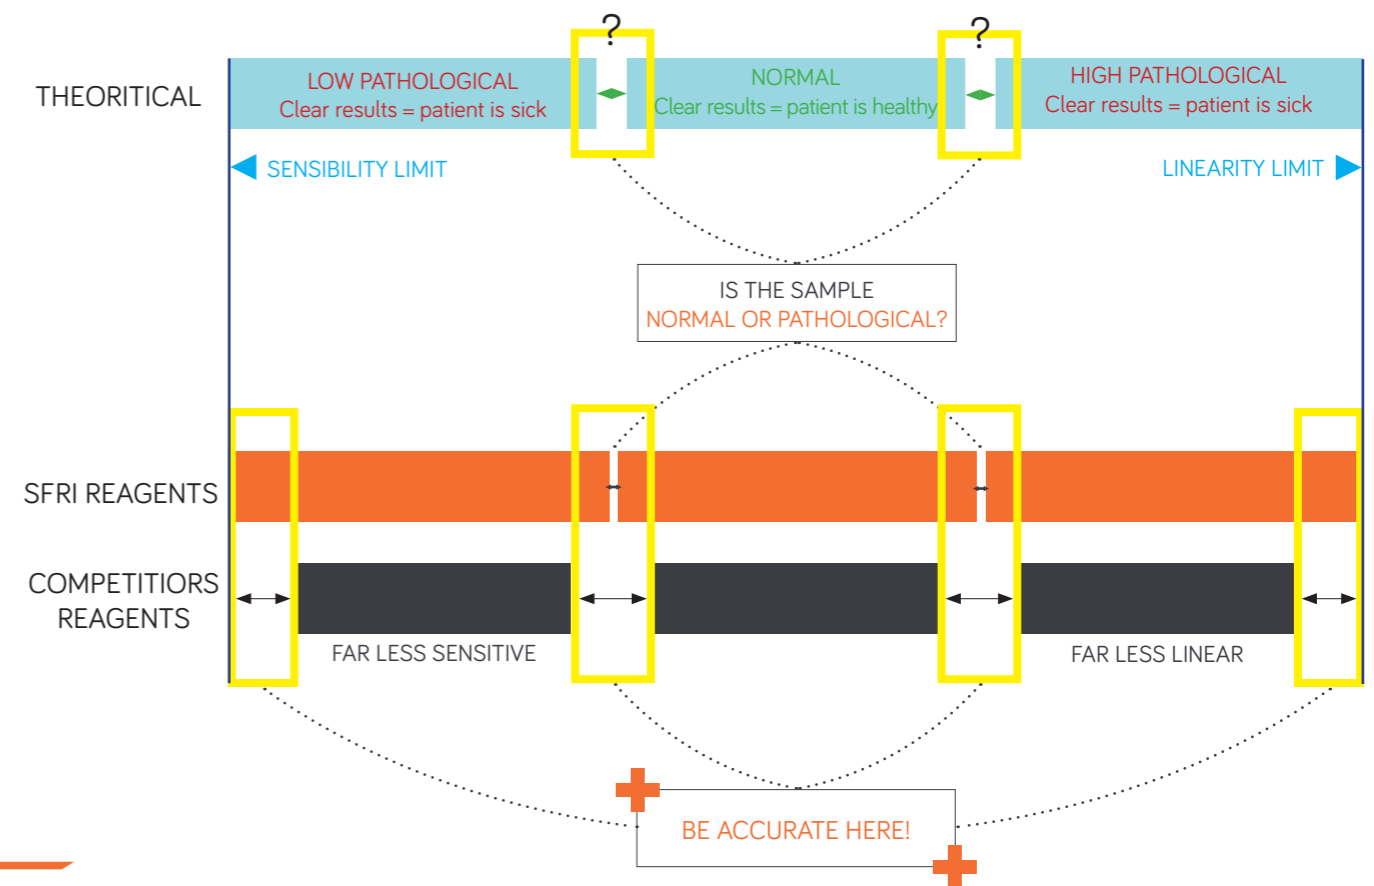 ?
?
THEORITICAL
LOW PATHOLOGICAL
Clear results = patient is sick
NORMAL
Clear results = patient is healthy
HIGH PATHOLOGICAL
Clear results = patient is sick
SENSIBILITY LIMIT
LINEARITY LIMIT
IS THE SAMPLE
NORMAL OR PATHOLOGICAL?
SFRI REAGENTS
COMPETITIORS
REAGENTS
FAR LESS SENSITIVE
FAR LESS LINEAR
BE ACCURATE HERE!